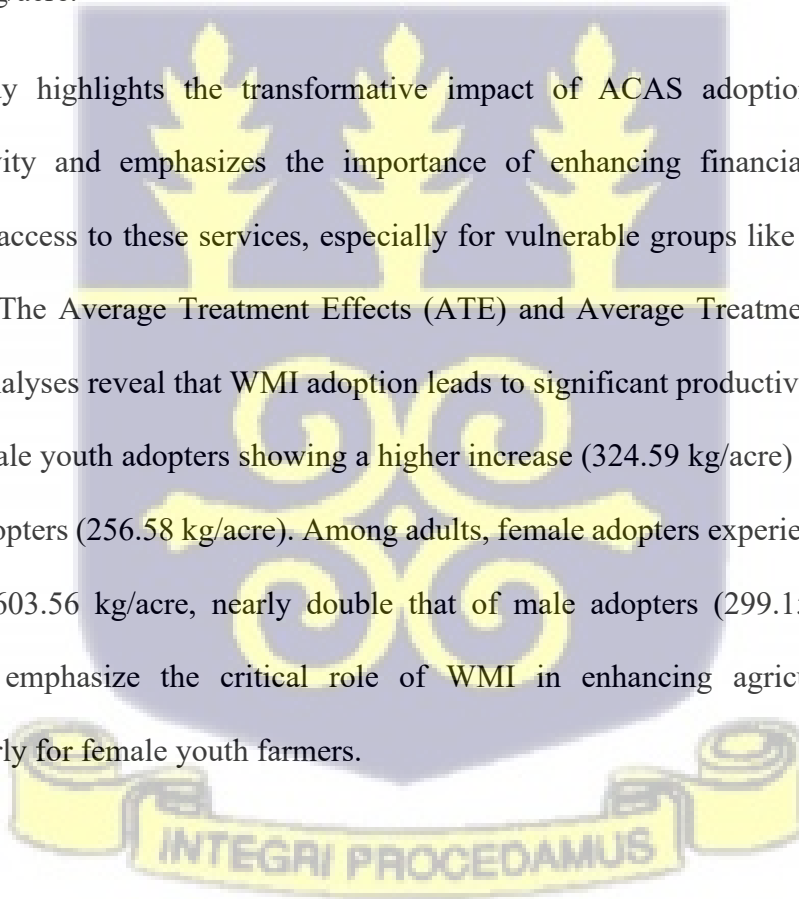 g/acre.
y highlights the transformative impact of ACAS adoption
vity and emphasizes the importance of enhancing financial
access to these services, especially for vulnerable groups like
The Average Treatment Effects (ATE) and Average Treatme
nalyses reveal that WMI adoption leads to significant productiv
ale youth adopters showing a higher increase (324.59 kg/acre)
opters (256.58 kg/acre). Among adults, female adopters experie
603.56 kg/acre, nearly double that of male adopters (299.1
emphasize the critical role of WMI in enhancing agricu
rly for female youth farmers.
INTEGRI PROCEDAMUS